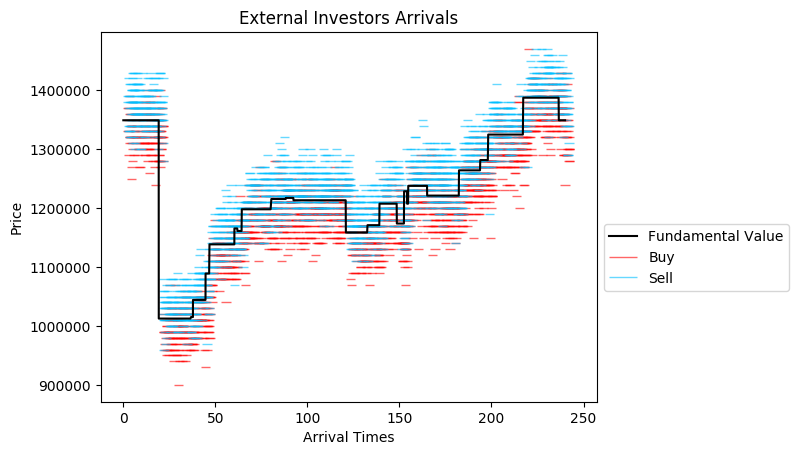 External Investors Arrivals
Price
1400000
1300000
1200000
1100000
1000000
900000
0 50 100 150 200 250
Arrival Times
Fundamental Value
Buy
Sell